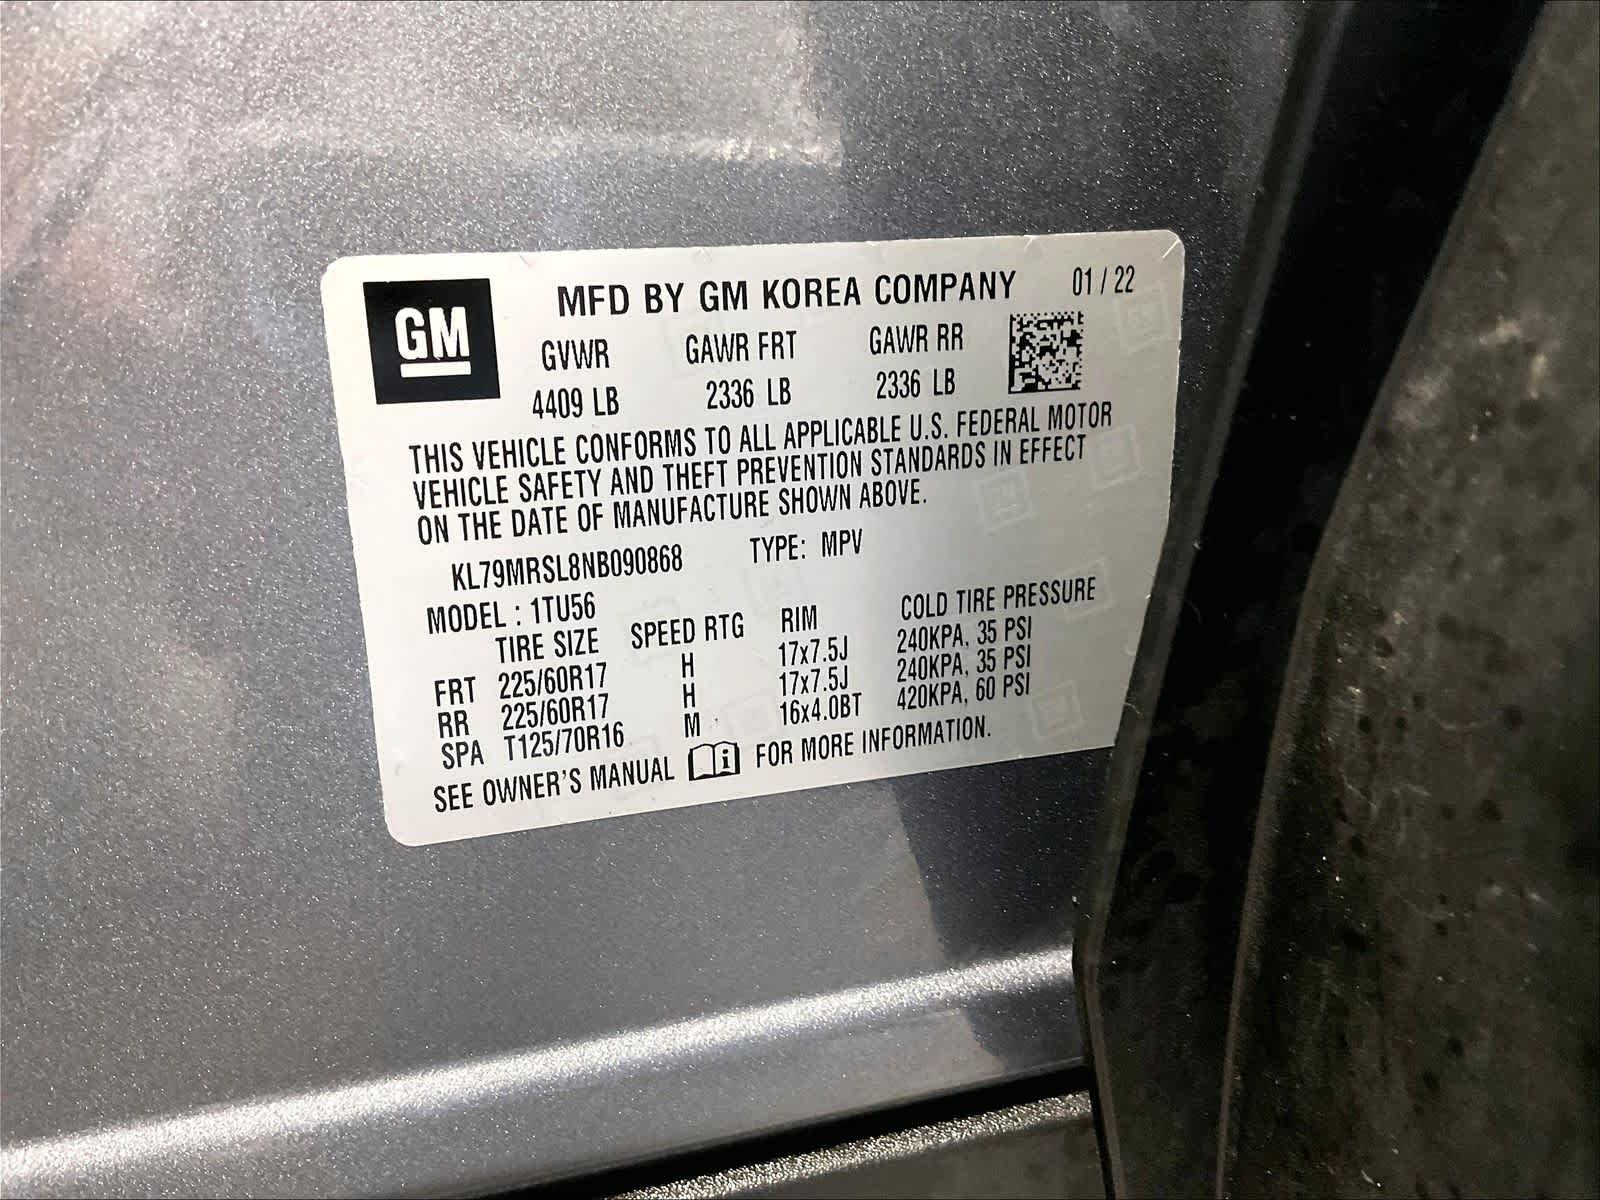 GM
MFD BY GM KOREA COMPANY 01 / 22
GVWR GAWR FRT GAWR RR
4409 LB 2336 LB 2336 LB
THIS VEHICLE CONFORMS TO ALL APPLICABLE U.S. FEDERAL MOTOR
VEHICLE SAFETY AND THEFT PREVENTION STANDARDS IN EFFECT
ON THE DATE OF MANUFACTURE SHOWN ABOVE.
KL79MRSL8NB090868 TYPE: MPV
MODEL : 1TU56
TIRE SIZE SPEED RTG RIM COLD TIRE PRESSURE
FRT 225/60R17 H 17x7.5J 240KPA, 35 PSI
RR 225/60R17 H 17x7.5J 240KPA, 35 PSI
SPA T125/70R16 M 16x4.0BT 420KPA, 60 PSI
SEE OWNER'S MANUAL i FOR MORE INFORMATION.